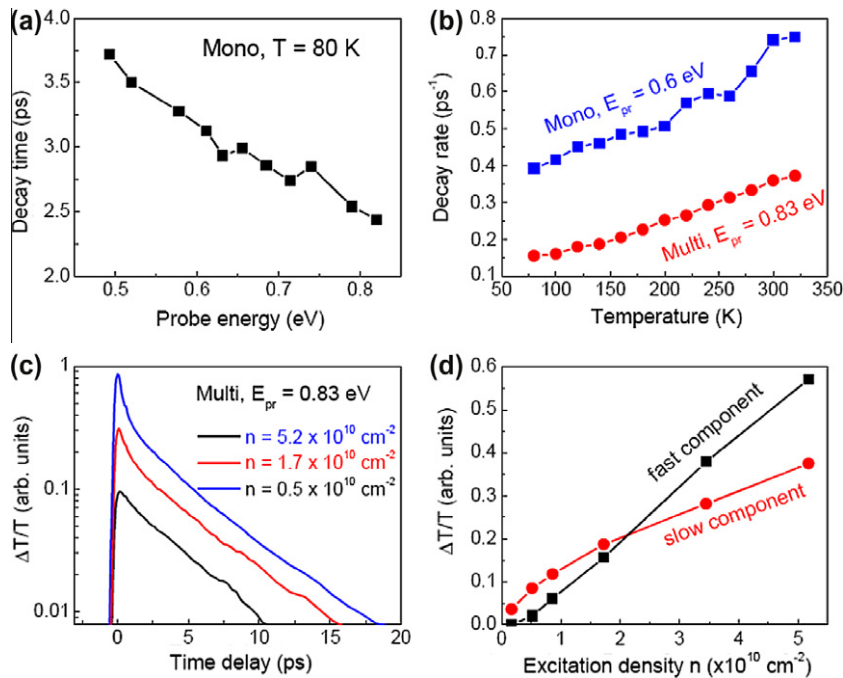 (a)
4.0
3.5
3.0
2.5
2.0
Decay time (ps)
Mono, T = 80 K
0.5 0.6 0.7 0.8
Probe energy (eV)
(b)
0.8
0.7
0.6
0.5
0.4
0.3
0.2
0.1
Decay rate (ps⁻¹)
Mono, E_pr = 0.6 eV
Multi, E_pr = 0.83 eV
50 100 150 200 250 300 350
Temperature (K)
(c)
1
0.1
0.01
ΔT/T (arb. units)
Multi, E_pr = 0.83 eV
n = 5.2 x 10¹⁰ cm⁻²
n = 1.7 x 10¹⁰ cm⁻²
n = 0.5 x 10¹⁰ cm⁻²
0 5 10 15 20
Time delay (ps)
(d)
0.6
0.5
0.4
0.3
0.2
0.1
0.0
ΔT/T (arb. units)
fast component
slow component
0 1 2 3 4 5
Excitation density n (x10¹⁰ cm⁻²)